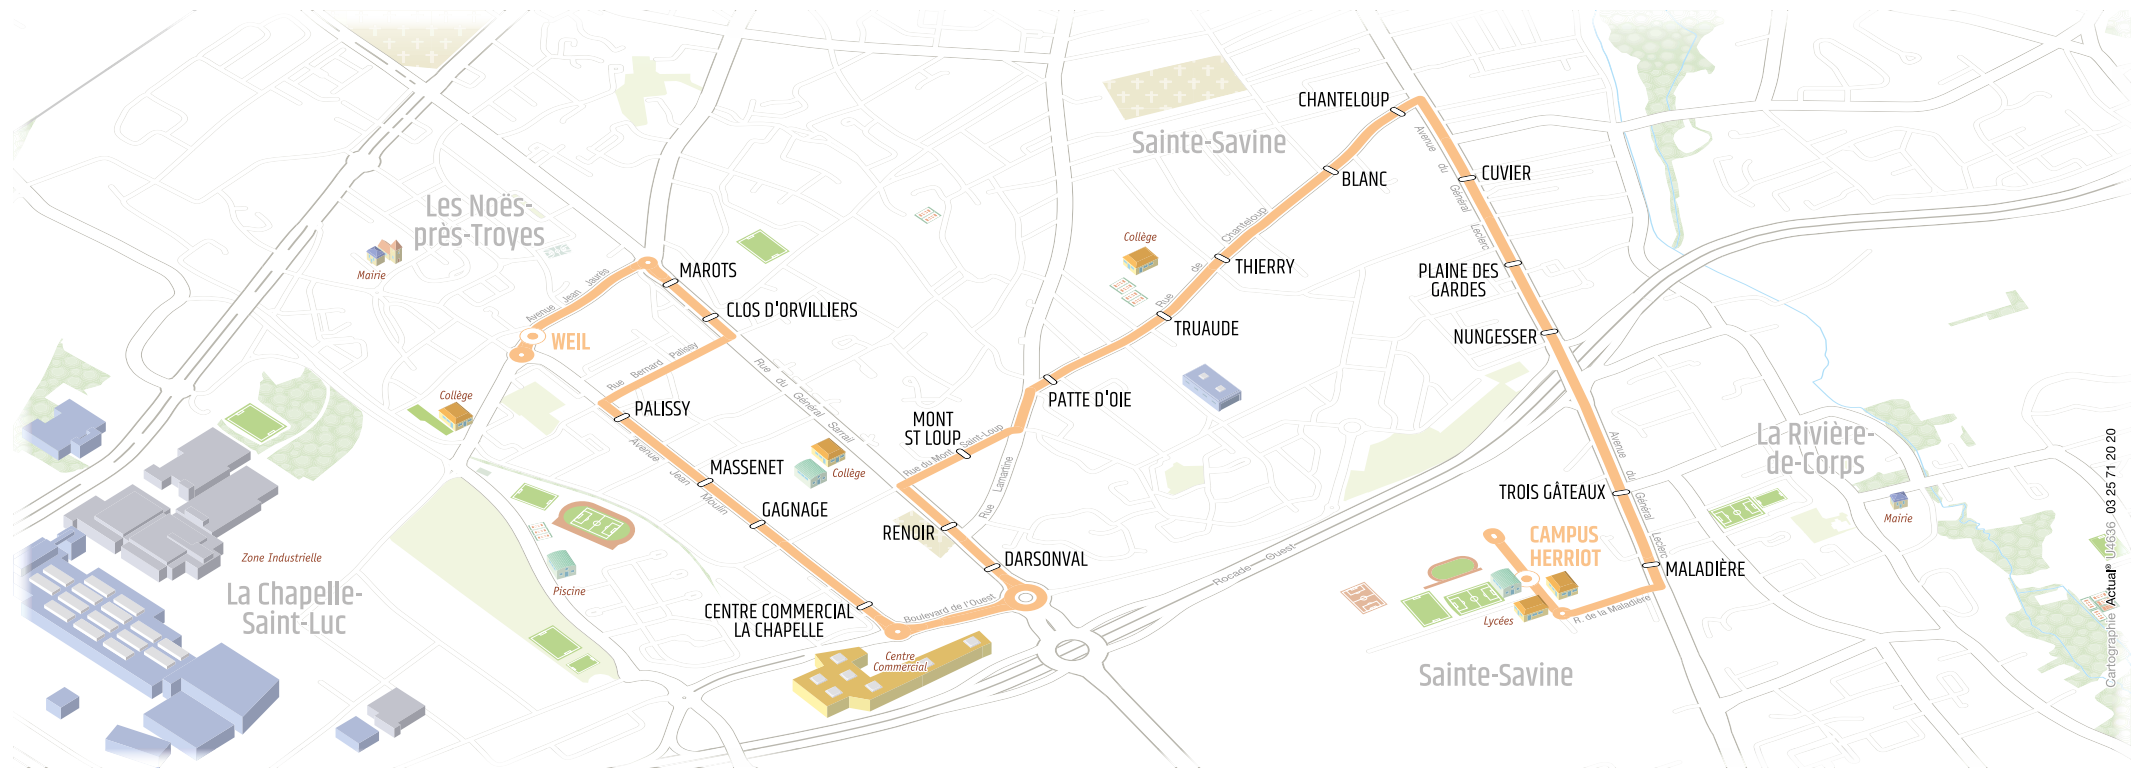 CHANTELOUP
Sainte-Savine
Avenue du Général Leclerc
BLANC
CUVIER
Les Noës-
près-Troyes
Rue de Chanteloup
Collège
Mairie
MAROTS
THIERRY
PLAINE DES
GARDES
Avenue Jean Jaurès
CLOS D'ORVILLIERS
TRUAUDE
NUNGESSER
WEIL
Rue Bernard Palissy
Rue du Général Sarrail
PATTE D'OIE
Collège
PALISSY
MONT
ST LOUP
Rue du Mont Saint-Loup
La Rivière-
de-Corps
Avenue Jean Moulin
MASSENET
Collège
Rue Lamartine
TROIS GÂTEAUX
Avenue du Général Leclerc
GAGNAGE
RENOIR
Mairie
CAMPUS
HERRIOT
Zone Industrielle
DARSONVAL
Rocade Ouest
MALADIÈRE
La Chapelle-
Saint-Luc
Piscine
CENTRE COMMERCIAL
LA CHAPELLE
Boulevard de l'Ouest
Lycées
R. de la Maladière
Centre
Commercial
Sainte-Savine
Cartographie Actual® U4636 03 25 71 20 20